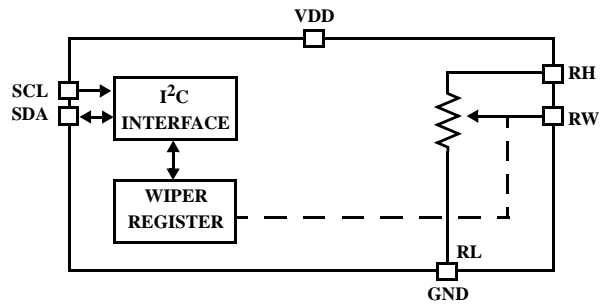 VDD
SCL
SDA
I²C
INTERFACE
RH
RW
WIPER
REGISTER
RL
GND